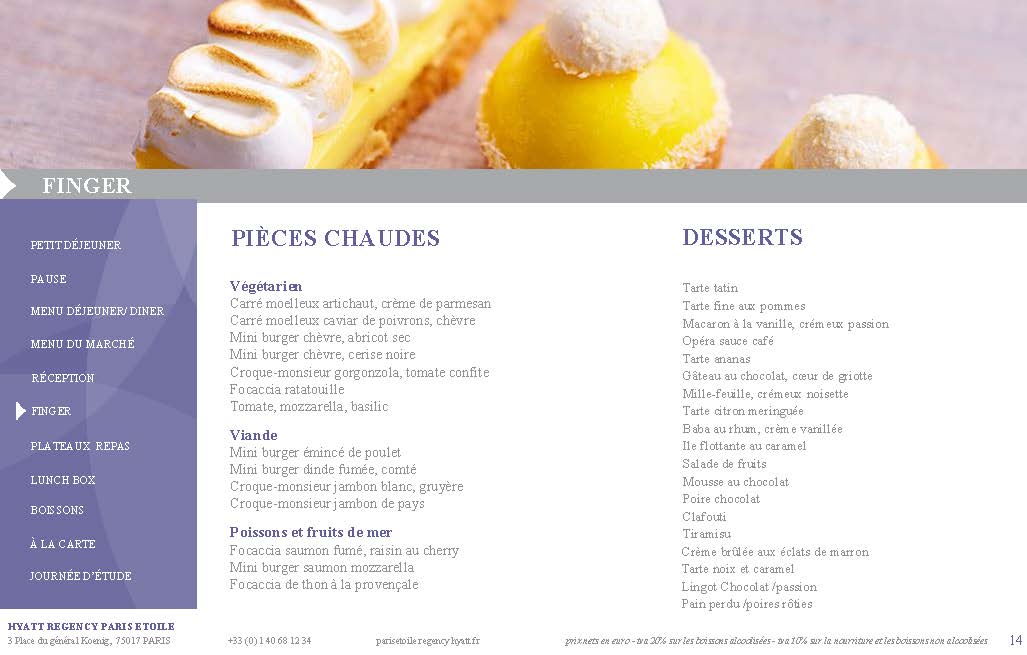 FINGER
PETIT DÉJEUNER
PAUSE
MENU DÉJEUNER/ DINER
MENU DU MARCHÉ
RÉCEPTION
FINGER
PLATEAUX REPAS
LUNCH BOX
BOISSONS
À LA CARTE
JOURNÉE D'ÉTUDE
PIÈCES CHAUDES
Végétarien
Carré moelleux artichaut, crème de parmesan
Carré moelleux caviar de poivrons, chèvre
Mini burger chèvre, abricot sec
Mini burger chèvre, cerise noire
Croque-monsieur gorgonzola, tomate confite
Focaccia ratatouille
Tomate, mozzarella, basilic
Viande
Mini burger émincé de poulet
Mini burger dinde fumée, comté
Croque-monsieur jambon blanc, gruyère
Croque-monsieur jambon de pays
Poissons et fruits de mer
Focaccia saumon fumé, raisin au cherry
Mini burger saumon mozzarella
Focaccia de thon à la provençale
DESSERTS
Tarte tatin
Tarte fine aux pommes
Macaron à la vanille, crémeux passion
Opéra sauce café
Tarte ananas
Gâteau au chocolat, cœur de griotte
Mille-feuille, crémeux noisette
Tarte citron meringuée
Baba au rhum, crème vanillée
Ile flottante au caramel
Salade de fruits
Mousse au chocolat
Poire chocolat
Clafouti
Tiramisu
Crème brûlée aux éclats de marron
Tarte noix et caramel
Lingot Chocolat /passion
Pain perdu /poires rôties
HYATT REGENCY PARIS ETOILE
3 Place du général Koenig, 75017 PARIS
+33 (0) 1 40 68 12 34
parisetoile.regency.hyatt.fr
prix nets en euro - tva 20% sur les boissons alcoolisées - tva 10% sur la nourriture et les boissons non alcoolisées
14